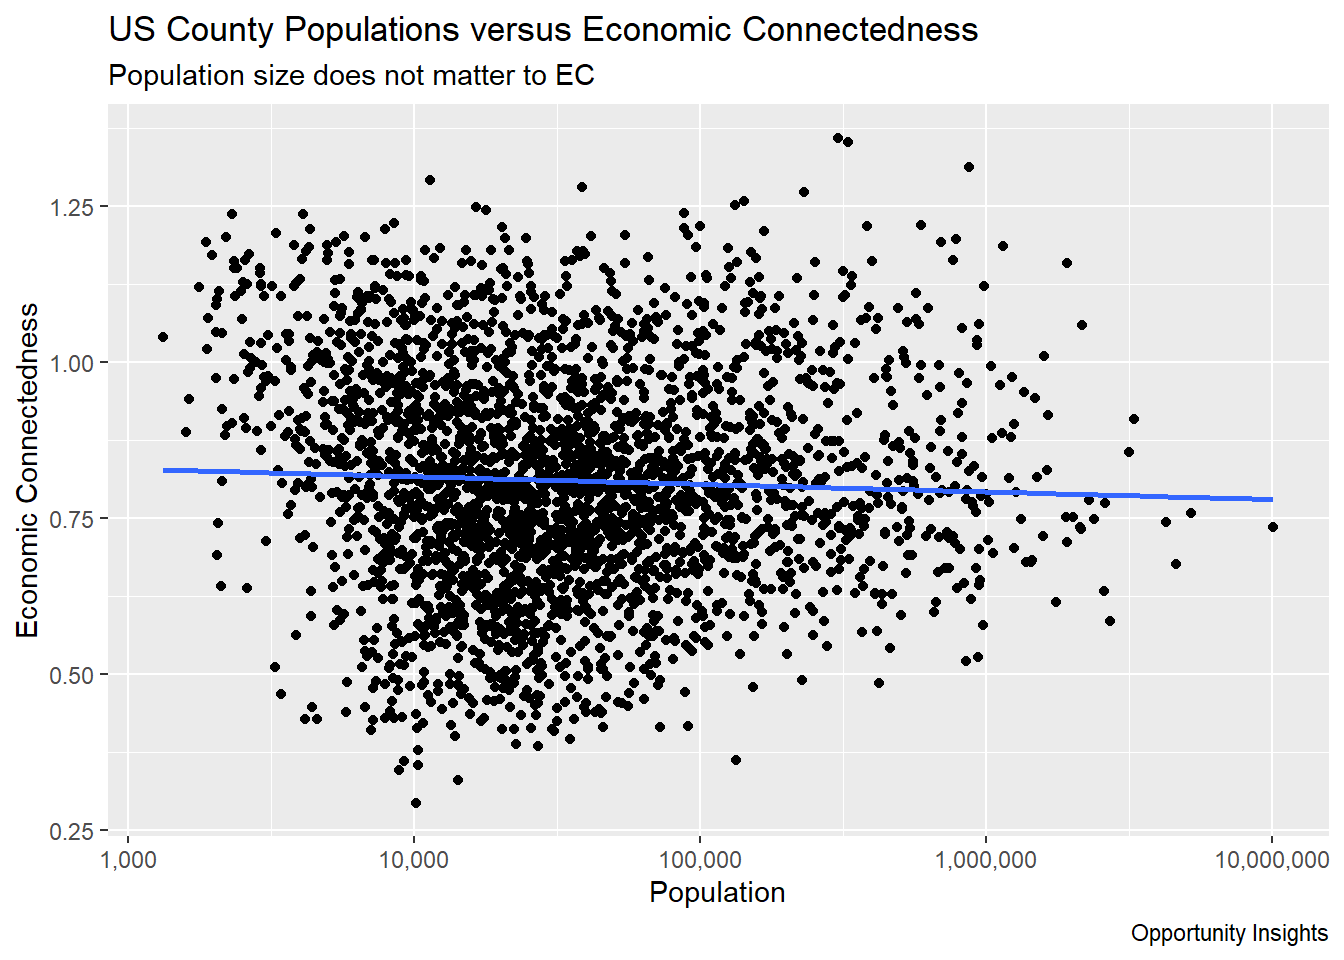 US County Populations versus Economic Connectedness
Population size does not matter to EC
Economic Connectedness
1.25
1.00
0.75
0.50
0.25
1,000
10,000
100,000
1,000,000
10,000,000
Population
Opportunity Insights